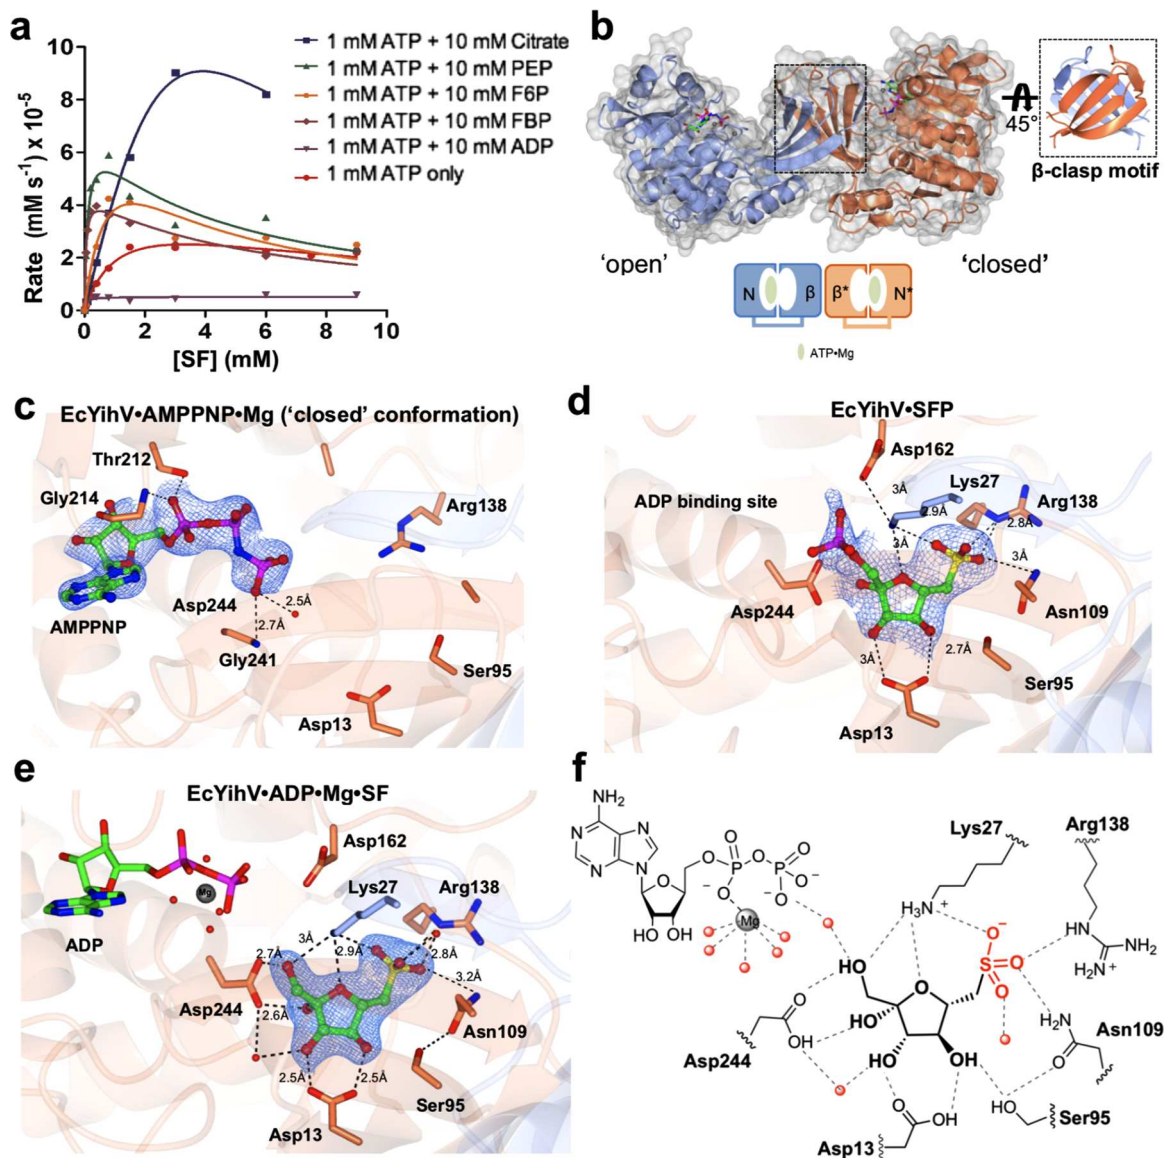 a
Rate (mM s⁻¹) x 10⁻⁵
10
8
6
4
2
0
0
2
4
6
8
10
[SF] (mM)
1 mM ATP + 10 mM Citrate
1 mM ATP + 10 mM PEP
1 mM ATP + 10 mM F6P
1 mM ATP + 10 mM FBP
1 mM ATP + 10 mM ADP
1 mM ATP only
b
45°
β-clasp motif
'open'
'closed'
N
β
β*
N*
ATP•Mg
c
EcYihV•AMPPNP•Mg ('closed' conformation)
Thr212
Gly214
Arg138
Asp244
2.5Å
AMPPNP
2.7Å
Gly241
Ser95
Asp13
d
EcYihV•SFP
Asp162
Lys27
ADP binding site
3Å
Arg138
2.9Å
2.8Å
3Å
3Å
Asp244
Asn109
3Å
2.7Å
Ser95
Asp13
e
EcYihV•ADP•Mg•SF
Asp162
Lys27
Arg138
Mg
ADP
3Å
2.7Å
2.9Å
2.8Å
3.2Å
Asp244
2.6Å
Asn109
2.5Å
2.5Å
Ser95
Asp13
f
NH₂
N
N
N
N
O
O
O
P
O
P
O⁻
⁻O
O
O⁻
Mg
HO OH
Lys27
Arg138
H₃N⁺
O⁻
HN
NH₂
H₂N⁺
S
O
O
HO
O
HO
H₂N
O
Asn109
Asp244
O
OH
HO
OH
HO
Ser95
O
OH
Asp13